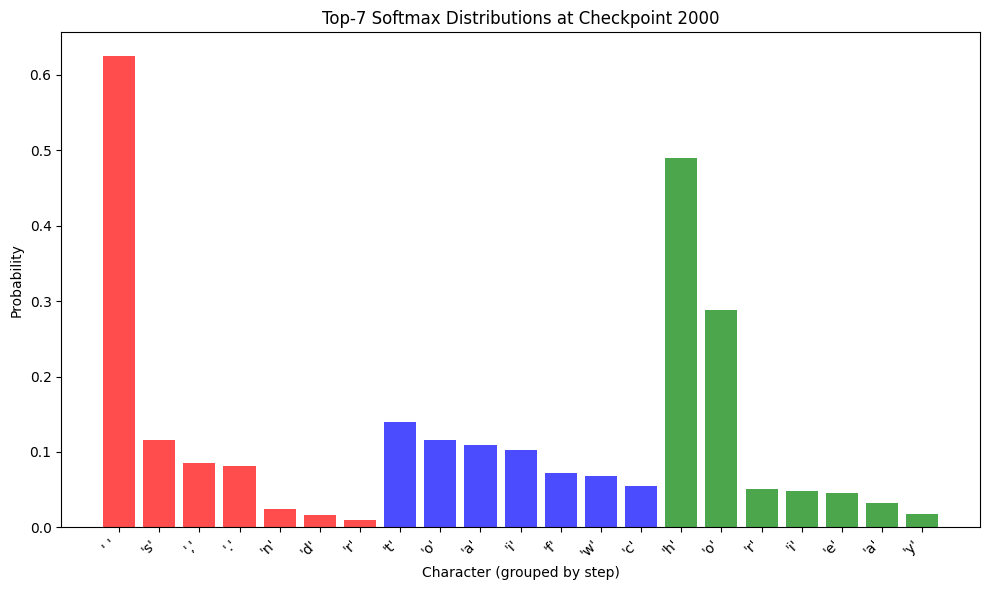 Top-7 Softmax Distributions at Checkpoint 2000
Probability
0.6
0.5
0.4
0.3
0.2
0.1
0.0
' '
's'
','
'.'
'n'
'd'
'r'
't'
'o'
'a'
'i'
'f'
'w'
'c'
'h'
'o'
'r'
'i'
'e'
'a'
'y'
Character (grouped by step)